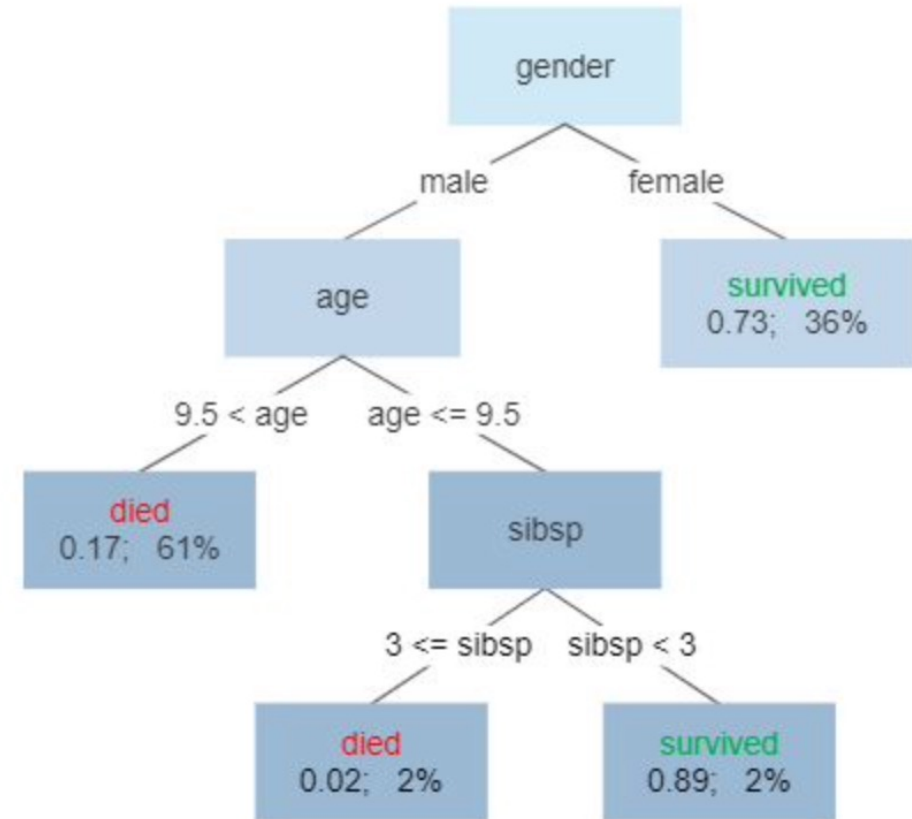 gender
male
female
age
survived
0.73; 36%
9.5 < age
age <= 9.5
died
0.17; 61%
sibsp
3 <= sibsp
sibsp < 3
died
0.02; 2%
survived
0.89; 2%